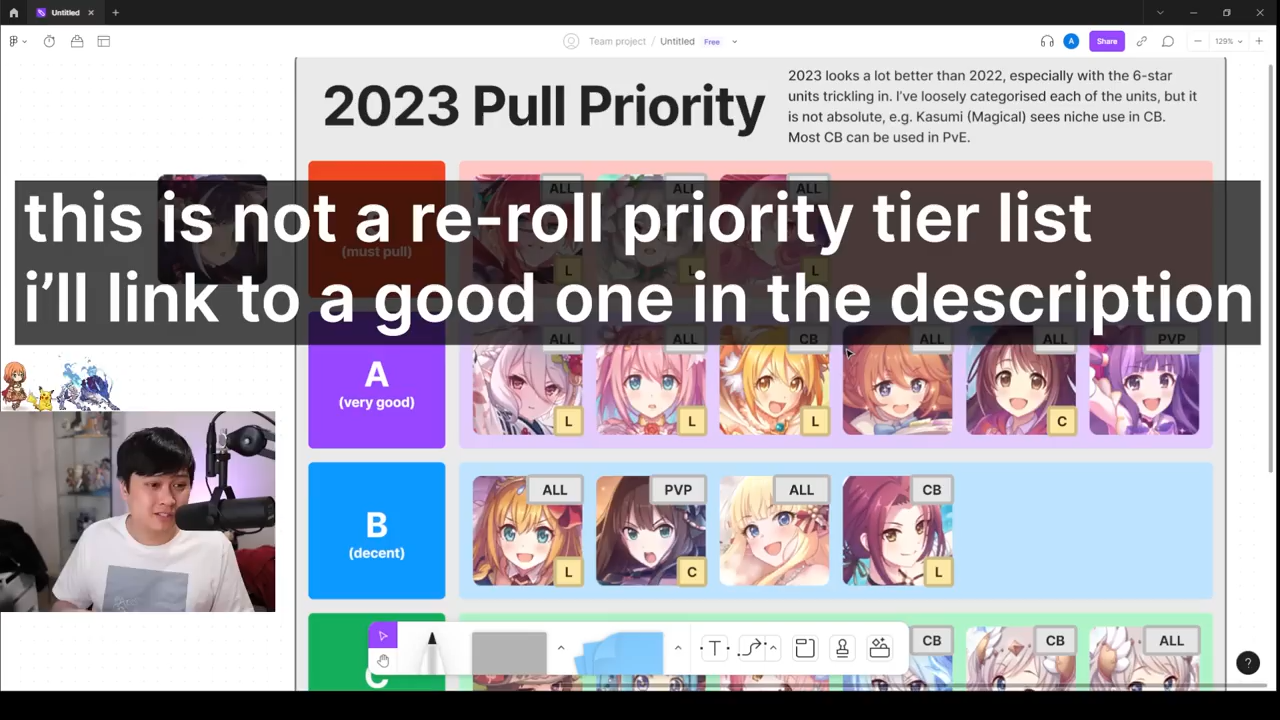 Untitled
Team project / Untitled Free
A
Share
129%
2023 Pull Priority
2023 looks a lot better than 2022, especially with the 6-star
units trickling in. I've loosely categorised each of the units, but it
is not absolute, e.g. Kasumi (Magical) sees niche use in CB.
Most CB can be used in PvE.
ALL ALL ALL
this is not a re-roll priority tier list
(must pull)
L L L
i'll link to a good one in the description
ALL ALL CB ALL ALL PVP
A
(very good)
L L L C
ALL PVP ALL CB
B
(decent)
L C L
CB CB ALL
C
T
?